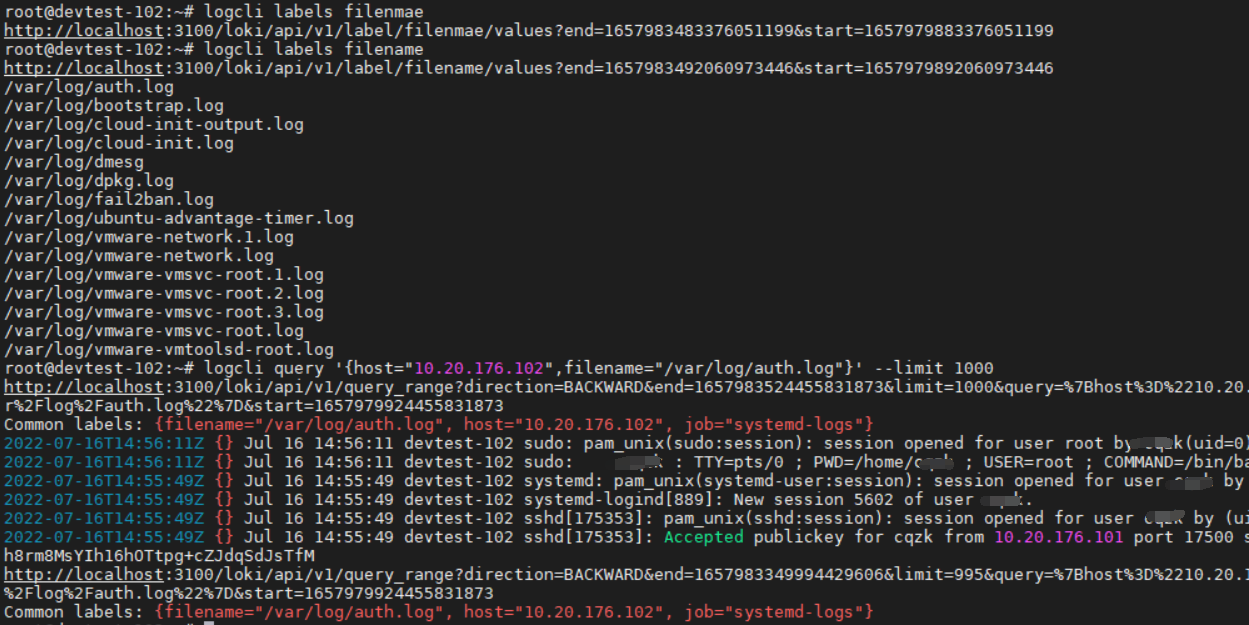 root@devtest-102:~# logcli labels filenmae
http://localhost:3100/loki/api/v1/label/filenmae/values?end=1657983483376051199&start=1657979883376051199
root@devtest-102:~# logcli labels filename
http://localhost:3100/loki/api/v1/label/filename/values?end=1657983492060973446&start=1657979892060973446
/var/log/auth.log
/var/log/bootstrap.log
/var/log/cloud-init-output.log
/var/log/cloud-init.log
/var/log/dmesg
/var/log/dpkg.log
/var/log/fail2ban.log
/var/log/ubuntu-advantage-timer.log
/var/log/vmware-network.1.log
/var/log/vmware-network.log
/var/log/vmware-vmsvc-root.1.log
/var/log/vmware-vmsvc-root.2.log
/var/log/vmware-vmsvc-root.3.log
/var/log/vmware-vmsvc-root.log
/var/log/vmware-vmtoolsd-root.log
root@devtest-102:~# logcli query '{host="10.20.176.102",filename="/var/log/auth.log"}' --limit 1000
http://localhost:3100/loki/api/v1/query_range?direction=BACKWARD&end=1657983524455831873&limit=1000&query=%7Bhost%3D%2210.20.
r%2Flog%2Fauth.log%22%7D&start=1657979924455831873
Common labels: {filename="/var/log/auth.log", host="10.20.176.102", job="systemd-logs"}
2022-07-16T14:56:11Z {} Jul 16 14:56:11 devtest-102 sudo: pam_unix(sudo:session): session opened for user root by (uid=0)
2022-07-16T14:56:11Z {} Jul 16 14:56:11 devtest-102 sudo: : TTY=pts/0 ; PWD=/home/ ; USER=root ; COMMAND=/bin/ba
2022-07-16T14:55:49Z {} Jul 16 14:55:49 devtest-102 systemd: pam_unix(systemd-user:session): session opened for user by
2022-07-16T14:55:49Z {} Jul 16 14:55:49 devtest-102 systemd-logind[889]: New session 5602 of user .
2022-07-16T14:55:49Z {} Jul 16 14:55:49 devtest-102 sshd[175353]: pam_unix(sshd:session): session opened for user by (ui
2022-07-16T14:55:49Z {} Jul 16 14:55:49 devtest-102 sshd[175353]: Accepted publickey for cqzk from 10.20.176.101 port 17500 s
h8rm8MsYIh16hOTtpg+cZJdqSdJsTfM
http://localhost:3100/loki/api/v1/query_range?direction=BACKWARD&end=1657983349994429606&limit=995&query=%7Bhost%3D%2210.20.1
%2Flog%2Fauth.log%22%7D&start=1657979924455831873
Common labels: {filename="/var/log/auth.log", host="10.20.176.102", job="systemd-logs"}